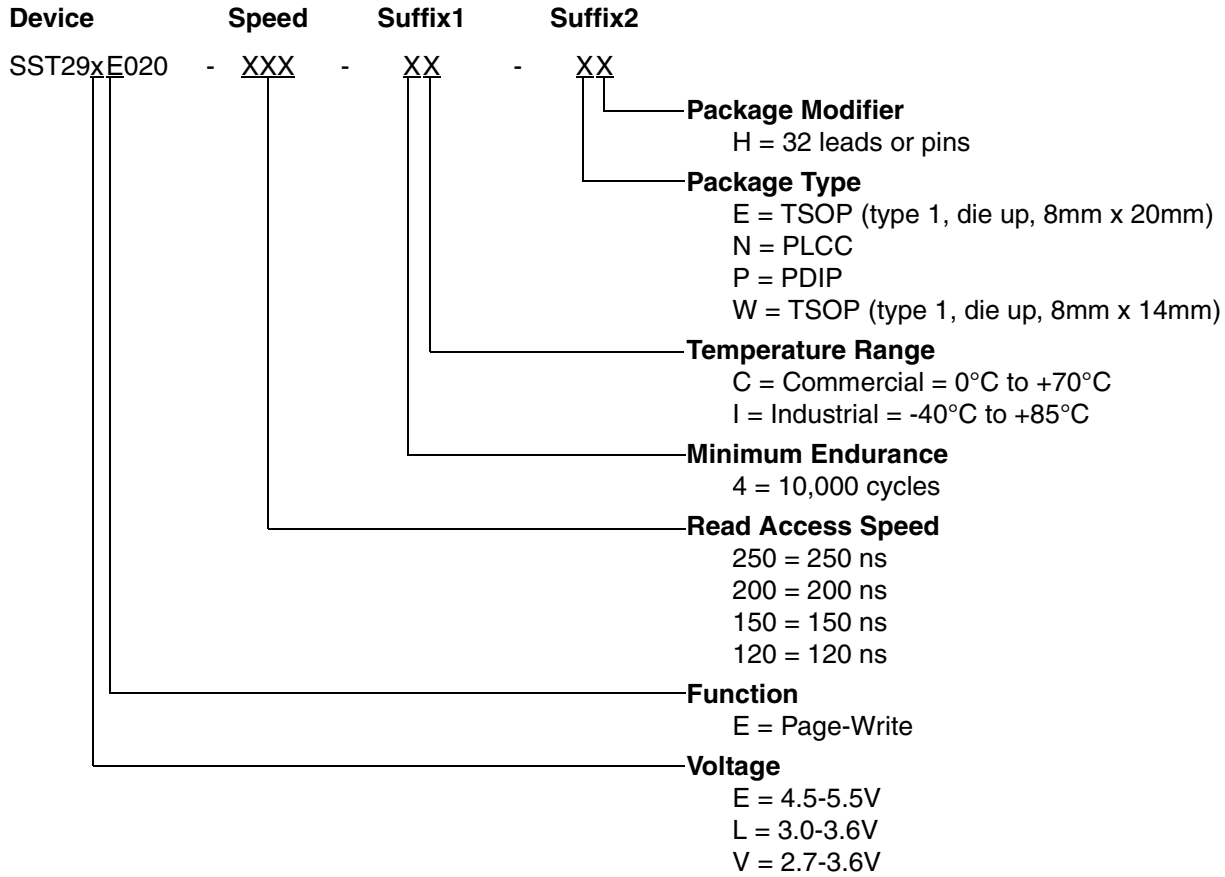 Device Speed Suffix1 Suffix2
SST29xE020 - XXX - XX - XX
Package Modifier
H = 32 leads or pins
Package Type
E = TSOP (type 1, die up, 8mm x 20mm)
N = PLCC
P = PDIP
W = TSOP (type 1, die up, 8mm x 14mm)
Temperature Range
C = Commercial = 0°C to +70°C
I = Industrial = -40°C to +85°C
Minimum Endurance
4 = 10,000 cycles
Read Access Speed
250 = 250 ns
200 = 200 ns
150 = 150 ns
120 = 120 ns
Function
E = Page-Write
Voltage
E = 4.5-5.5V
L = 3.0-3.6V
V = 2.7-3.6V